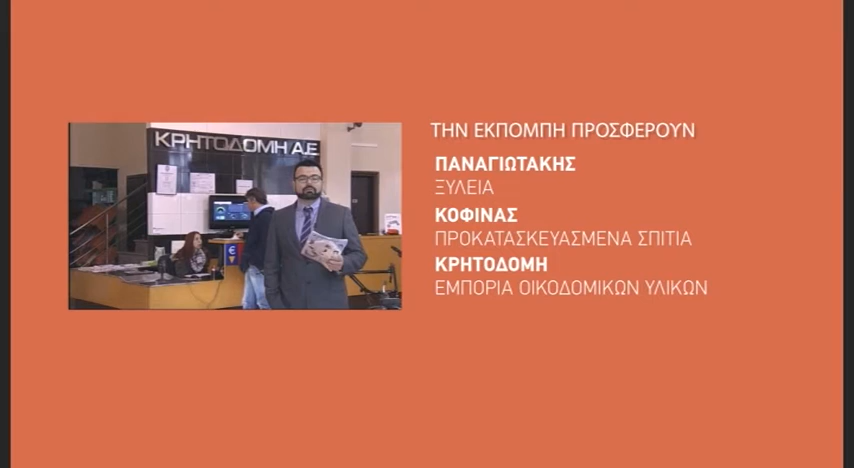 ΚΡΗΤΟΔΟΜΗ Α.Ε
ΤΗΝ ΕΚΠΟΜΠΗ ΠΡΟΣΦΕΡΟΥΝ
ΠΑΝΑΓΙΩΤΑΚΗΣ
ΞΥΛΕΙΑ
ΚΟΦΙΝΑΣ
ΠΡΟΚΑΤΑΣΚΕΥΑΣΜΕΝΑ ΣΠΙΤΙΑ
ΚΡΗΤΟΔΟΜΗ
ΕΜΠΟΡΙΑ ΟΙΚΟΔΟΜΙΚΩΝ ΥΛΙΚΩΝ